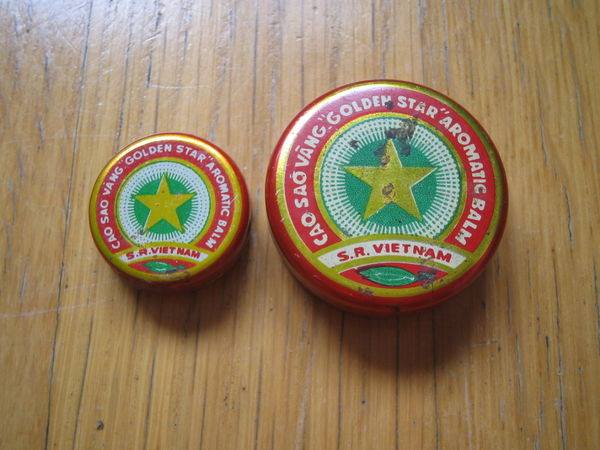 CAO SAO VÀNG "GOLDEN STAR" AROMATIC BALM
S.R. VIETNAM
CAO SAO VÀNG "GOLDEN STAR" AROMATIC BALM
S.R. VIETNAM